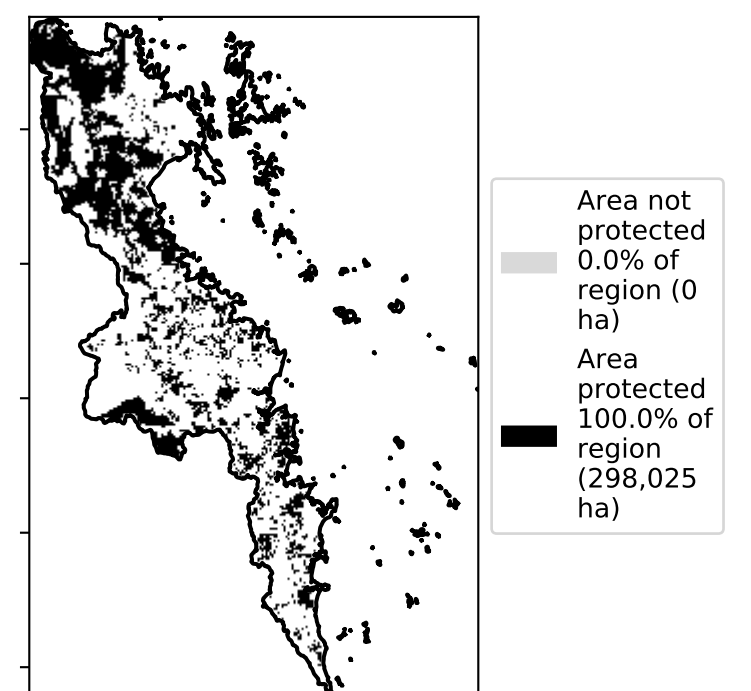 Area not
protected
0.0% of
region (0
ha)
Area
protected
100.0% of
region
(298,025
ha)